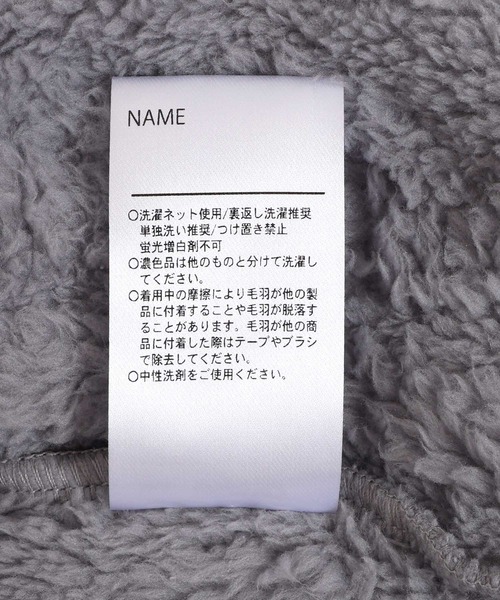 NAME
○洗濯ネット使用/裏返し洗濯推奨
単独洗い推奨/つけ置き禁止
蛍光増白剤不可
○濃色品は他のものと分けて洗濯し
てください。
○着用中の摩擦により毛羽が他の製
品に付着することや毛羽が脱落す
ることがあります。毛羽が他の商
品に付着した際はテープやブラシ
で除去してください。
○中性洗剤をご使用ください。